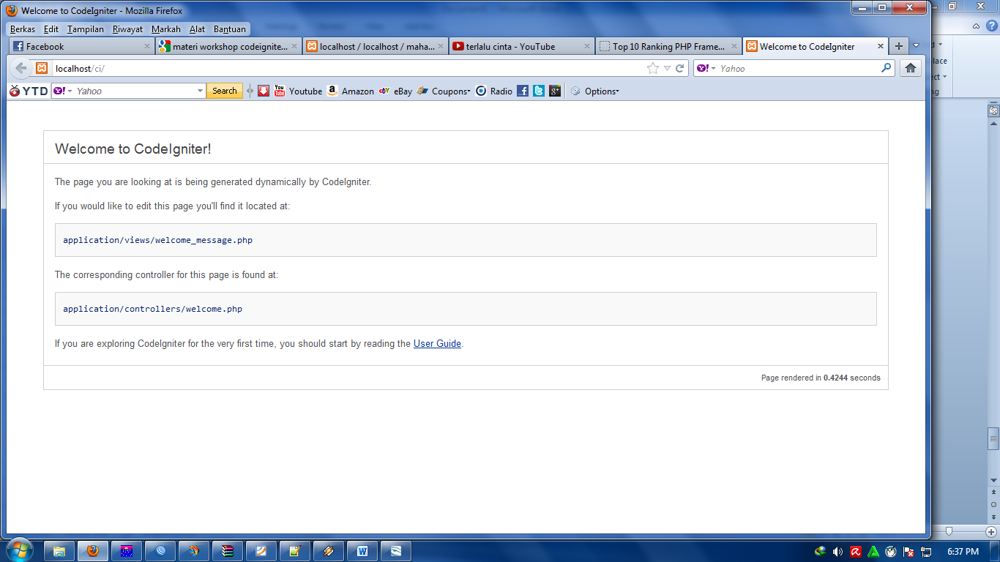 Welcome to CodeIgniter - Mozilla Firefox
Berkas Edit Tampilan Riwayat Markah Alat Bantuan
Facebook
materi workshop codeignite...
localhost / localhost / maha...
terlalu cinta - YouTube
Top 10 Ranking PHP Frame...
Welcome to CodeIgniter
localhost/ci/
Yahoo
YTD Yahoo Search Youtube Amazon eBay Coupons Radio Options
Welcome to CodeIgniter!
The page you are looking at is being generated dynamically by CodeIgniter.
If you would like to edit this page you'll find it located at:
application/views/welcome_message.php
The corresponding controller for this page is found at:
application/controllers/welcome.php
If you are exploring CodeIgniter for the very first time, you should start by reading the User Guide.
Page rendered in 0.4244 seconds
6:37 PM